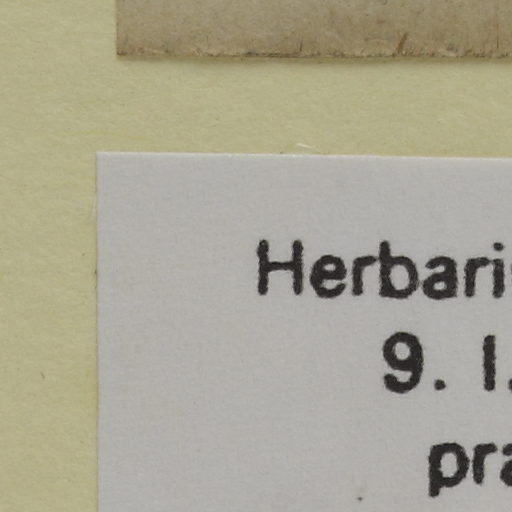 Herbari
9. I.
pra